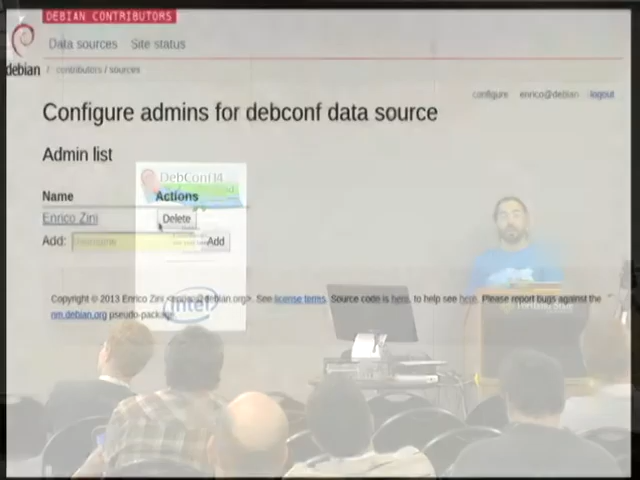 DEBIAN CONTRIBUTORS
Data sources Site status
debian / contributors / sources
configure enrico@debian logout
Configure admins for debconf data source
Admin list
DebConf14
Name Actions
Enrico Zini Delete
Add: Add
Copyright © 2013 Enrico Zini See license terms. Source code is here, to help see here. Please report bugs against the
nm.debian.org pseudo-package.
intel